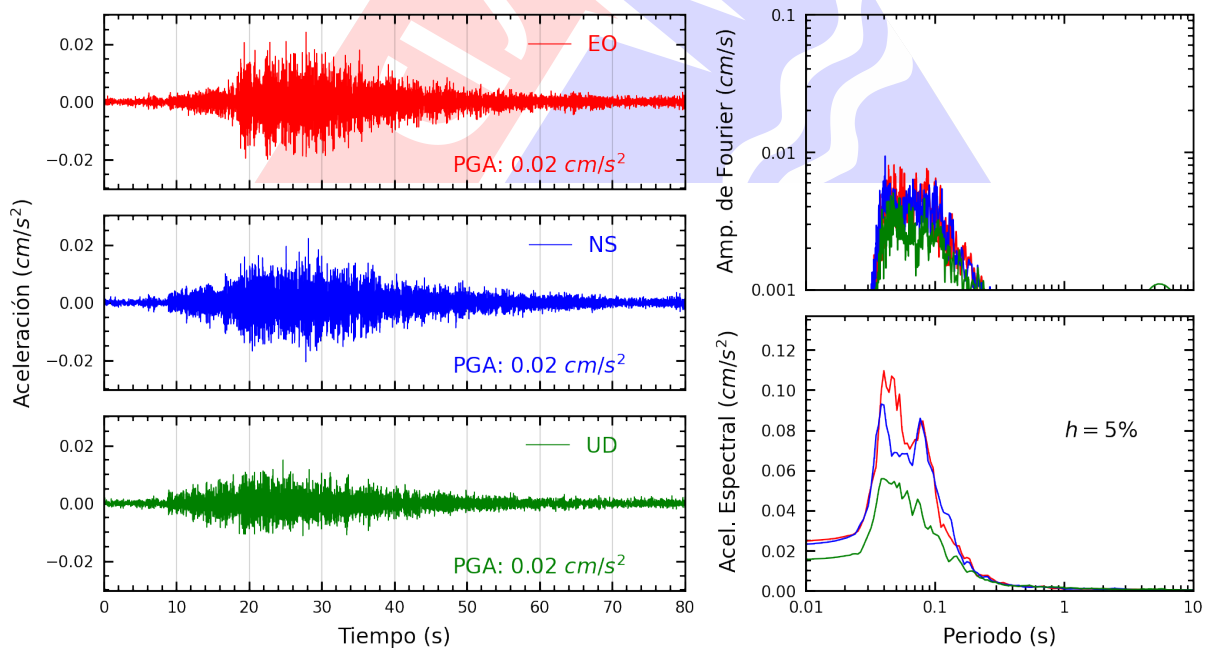 Aceleración (cm/s²)
0.02
0.00
−0.02
EO
PGA: 0.02 cm/s²
0.02
0.00
−0.02
NS
PGA: 0.02 cm/s²
0.02
0.00
−0.02
UD
PGA: 0.02 cm/s²
0 10 20 30 40 50 60 70 80
Tiempo (s)
Amp. de Fourier (cm/s)
0.1
0.01
0.001
Acel. Espectral (cm/s²)
0.12
0.10
0.08
0.06
0.04
0.02
0.00
h = 5%
0.01 0.1 1 10
Periodo (s)